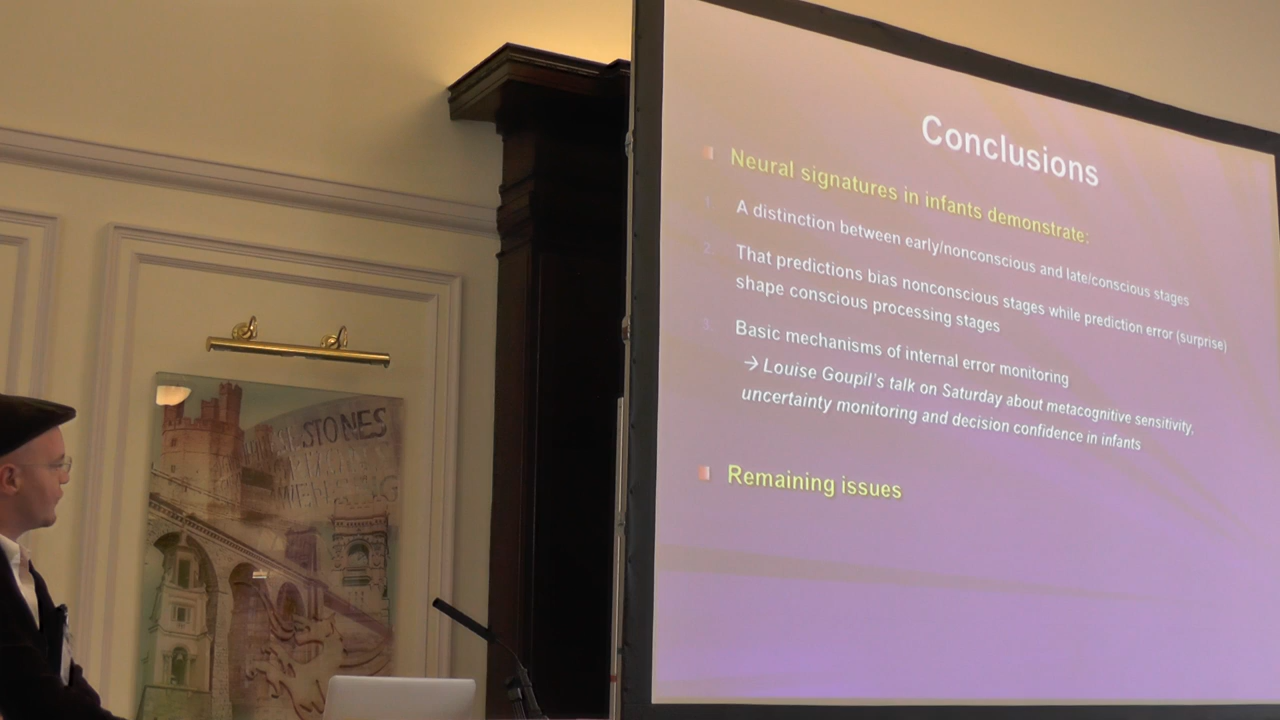 Conclusions
Neural signatures in infants demonstrate:
1. A distinction between early/nonconscious and late/conscious stages
2. That predictions bias nonconscious stages while prediction error (surprise)
shape conscious processing stages
3. Basic mechanisms of internal error monitoring
→ Louise Goupil's talk on Saturday about metacognitive sensitivity,
uncertainty monitoring and decision confidence in infants
Remaining issues
STONES